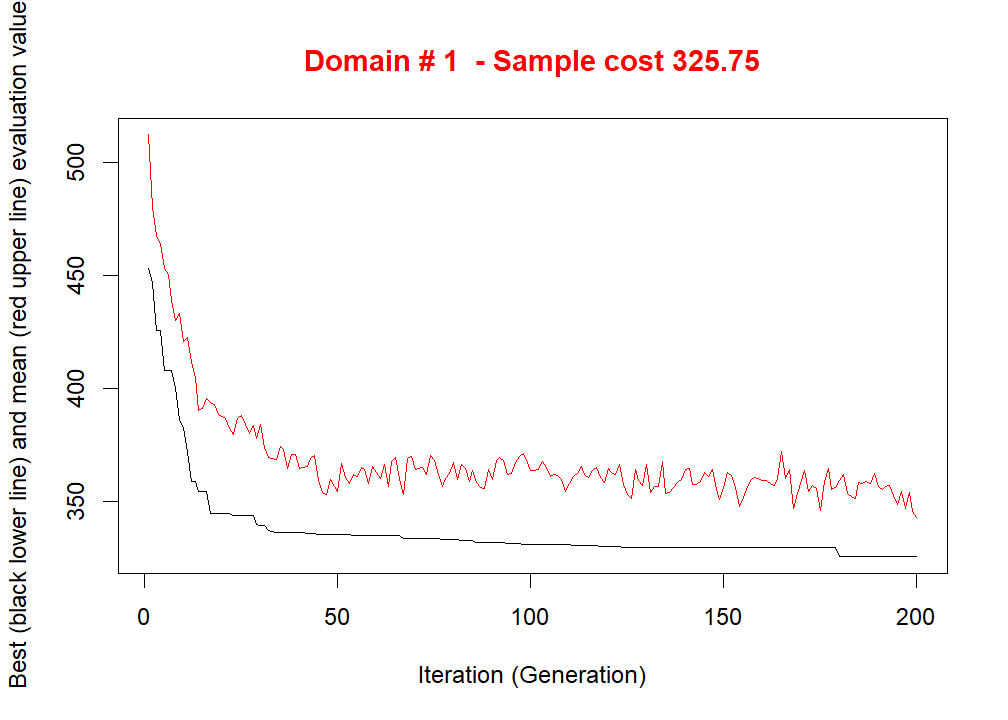 Domain # 1  - Sample cost 325.75
Best (black lower line) and mean (red upper line) evaluation value
500
450
400
350
0 50 100 150 200
Iteration (Generation)